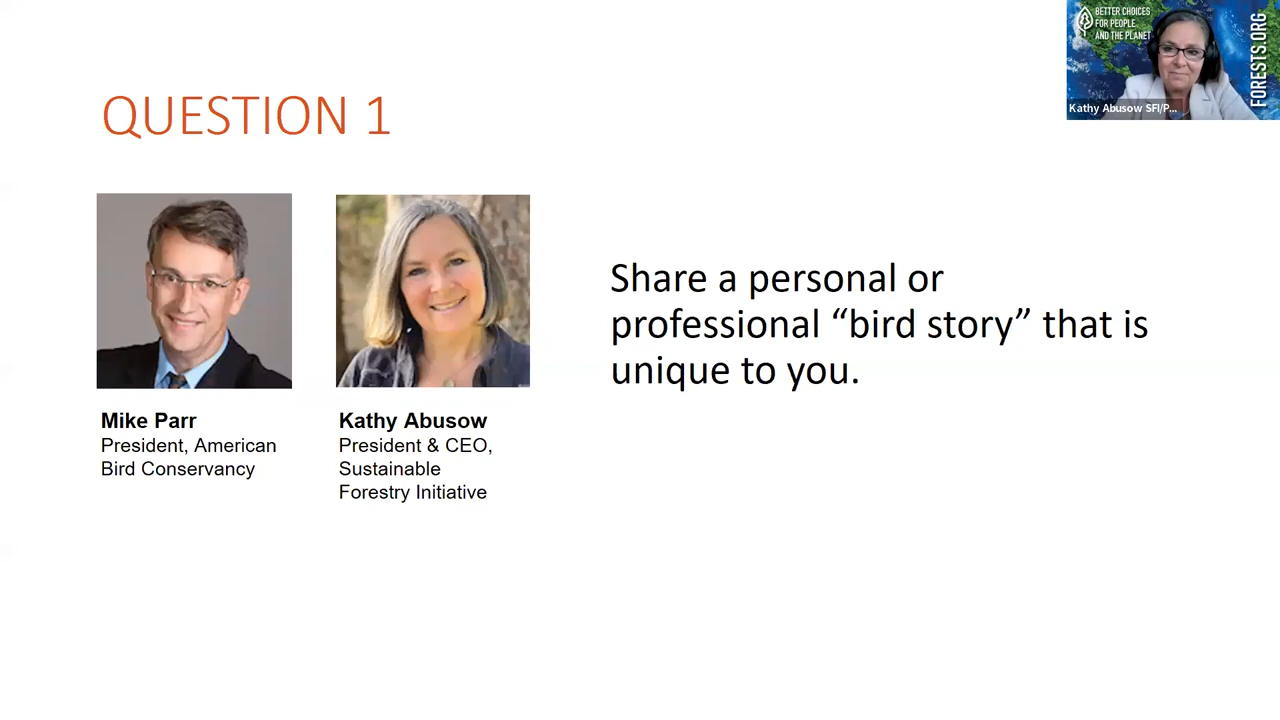 BETTER CHOICES
FOR PEOPLE
AND THE PLANET
FORESTS.ORG
Kathy Abusow SFI/P...
QUESTION 1
Mike Parr
President, American
Bird Conservancy
Kathy Abusow
President & CEO,
Sustainable
Forestry Initiative
Share a personal or
professional “bird story” that is
unique to you.